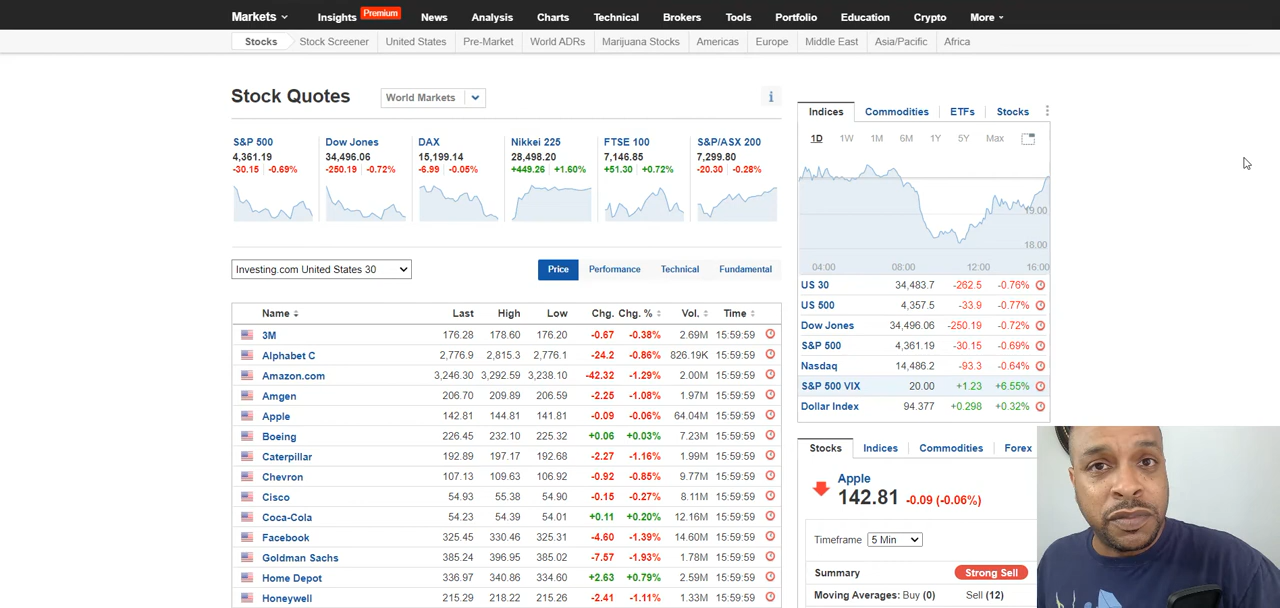 Markets Insights Premium News Analysis Charts Technical Brokers Tools Portfolio Education Crypto More
Stocks Stock Screener United States Pre-Market World ADRs Marijuana Stocks Americas Europe Middle East Asia/Pacific Africa
Stock Quotes World Markets i
S&P 500 Dow Jones DAX Nikkei 225 FTSE 100 S&P/ASX 200
4,361.19 34,496.06 15,199.14 28,498.20 7,146.85 7,299.80
-30.15 -0.69% -250.19 -0.72% -6.99 -0.05% +449.26 +1.60% +51.30 +0.72% -20.30 -0.28%
Investing.com United States 30 Price Performance Technical Fundamental
Name Last High Low Chg. Chg. % Vol. Time
3M 176.28 178.60 176.20 -0.67 -0.38% 2.69M 15:59:59
Alphabet C 2,776.9 2,815.3 2,776.1 -24.2 -0.86% 826.19K 15:59:59
Amazon.com 3,246.30 3,292.59 3,238.10 -42.32 -1.29% 2.00M 15:59:59
Amgen 206.70 209.89 206.59 -2.25 -1.08% 1.97M 15:59:59
Apple 142.81 144.81 141.81 -0.09 -0.06% 64.04M 15:59:59
Boeing 226.45 232.10 225.32 +0.06 +0.03% 7.23M 15:59:59
Caterpillar 192.89 197.17 192.68 -2.27 -1.16% 1.99M 15:59:59
Chevron 107.13 109.63 106.92 -0.92 -0.85% 9.77M 15:59:59
Cisco 54.93 55.38 54.90 -0.15 -0.27% 8.11M 15:59:59
Coca-Cola 54.23 54.39 54.01 +0.11 +0.20% 12.16M 15:59:59
Facebook 325.45 330.46 325.31 -4.60 -1.39% 14.60M 15:59:59
Goldman Sachs 385.24 396.95 385.02 -7.57 -1.93% 1.78M 15:59:59
Home Depot 336.97 340.86 334.60 +2.63 +0.79% 2.59M 15:59:59
Honeywell 215.29 218.22 215.26 -2.41 -1.11% 1.33M 15:59:59
Indices Commodities ETFs Stocks
1D 1W 1M 6M 1Y 5Y Max
19.00
18.00
04:00 08:00 12:00 16:00
US 30 34,483.7 -262.5 -0.76%
US 500 4,357.5 -33.9 -0.77%
Dow Jones 34,496.06 -250.19 -0.72%
S&P 500 4,361.19 -30.15 -0.69%
Nasdaq 14,486.2 -93.3 -0.64%
S&P 500 VIX 20.00 +1.23 +6.55%
Dollar Index 94.377 +0.298 +0.32%
Stocks Indices Commodities Forex
Apple
142.81 -0.09 (-0.06%)
Timeframe 5 Min
Summary Strong Sell
Moving Averages: Buy (0) Sell (12)